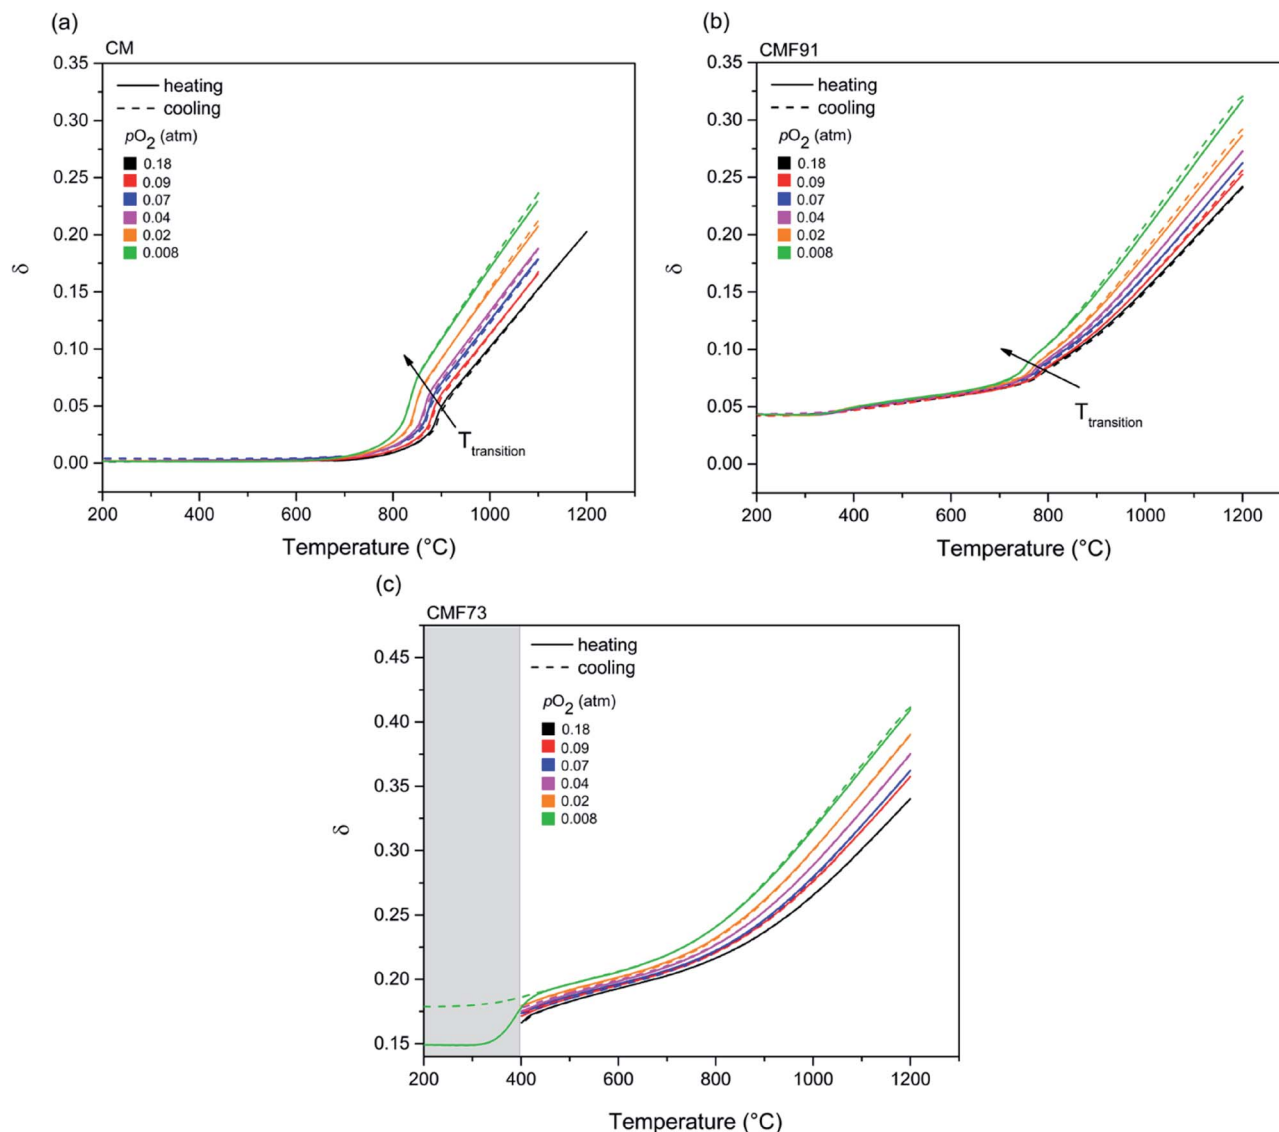 (a)
CM
0.35
0.30
0.25
0.20
0.15
0.10
0.05
0.00
δ
heating
cooling
pO2 (atm)
0.18
0.09
0.07
0.04
0.02
0.008
Ttransition
200 400 600 800 1000 1200
Temperature (°C)
(b)
CMF91
0.35
0.30
0.25
0.20
0.15
0.10
0.05
0.00
δ
heating
cooling
pO2 (atm)
0.18
0.09
0.07
0.04
0.02
0.008
Ttransition
200 400 600 800 1000 1200
Temperature (°C)
(c)
CMF73
0.45
0.40
0.35
0.30
0.25
0.20
0.15
δ
heating
cooling
pO2 (atm)
0.18
0.09
0.07
0.04
0.02
0.008
200 400 600 800 1000 1200
Temperature (°C)